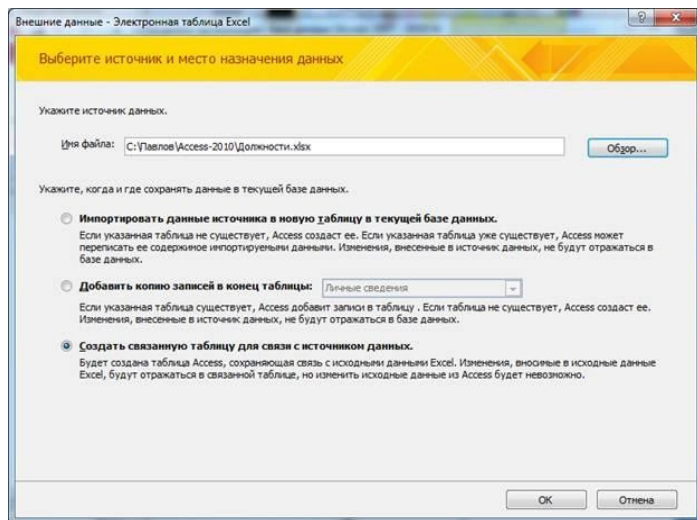 Внешние данные - Электронная таблица Excel
Выберите источник и место назначения данных
Укажите источник данных.
Имя файла:
C:\Павлов\Access-2010\Должности.xlsx
Обзор...
Укажите, когда и где сохранять данные в текущей базе данных.
Импортировать данные источника в новую таблицу в текущей базе данных.
Если указанная таблица не существует, Access создаст ее. Если указанная таблица уже существует, Access может
переписать ее содержимое импортируемыми данными. Изменения, внесенные в источник данных, не будут отражаться в
базе данных.
Добавить копию записей в конец таблицы:
Личные сведения
Если указанная таблица существует, Access добавит записи в таблицу . Если таблица не существует, Access создаст ее.
Изменения, внесенные в источник данных, не будут отражаться в базе данных.
Создать связанную таблицу для связи с источником данных.
Будет создана таблица Access, сохраняющая связь с исходными данными Excel. Изменения, вносимые в исходные данные
Excel, будут отражаться в связанной таблице, но изменить исходные данные из Access будет невозможно.
ОК
Отмена